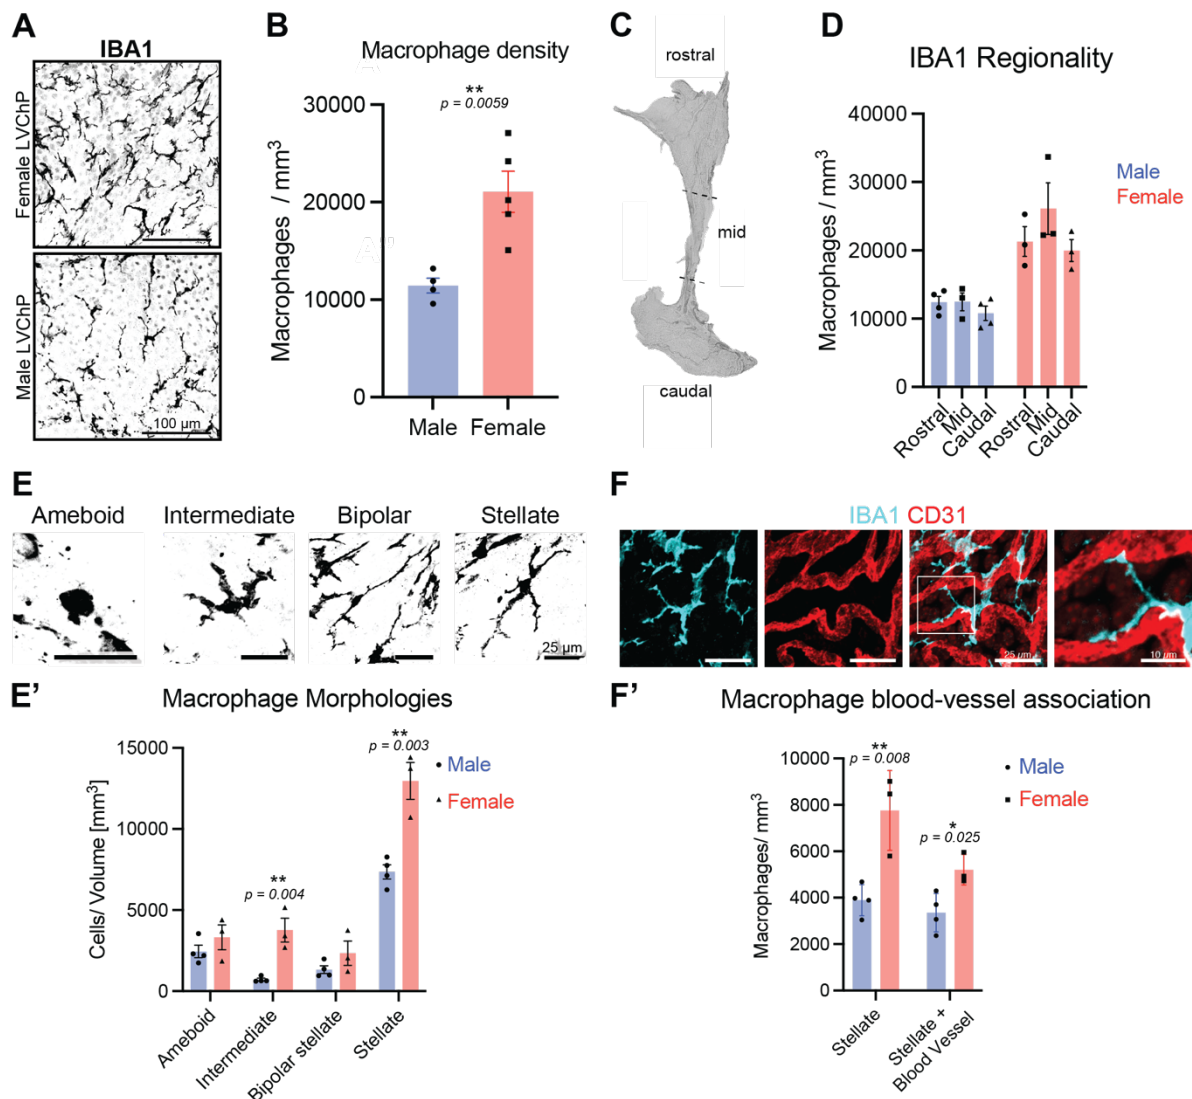 A
IBA1
Female LVChP
Male LVChP
100 µm
B
Macrophage density
**
p = 0.0059
Macrophages / mm³
30000
20000
10000
0
Male
Female
C
rostral
mid
caudal
D
IBA1 Regionality
Macrophages / mm³
40000
30000
20000
10000
0
Male
Female
Rostral
Mid
Caudal
Rostral
Mid
Caudal
E
Ameboid
Intermediate
Bipolar
Stellate
25 µm
F
IBA1 CD31
25 µm
10 µm
E'
Macrophage Morphologies
Cells/ Volume [mm³]
15000
10000
5000
0
**
p = 0.004
**
p = 0.003
Male
Female
Ameboid
Intermediate
Bipolar stellate
Stellate
F'
Macrophage blood-vessel association
Macrophages/ mm³
10000
8000
6000
4000
2000
0
**
p = 0.008
*
p = 0.025
Male
Female
Stellate
Stellate +
Blood Vessel